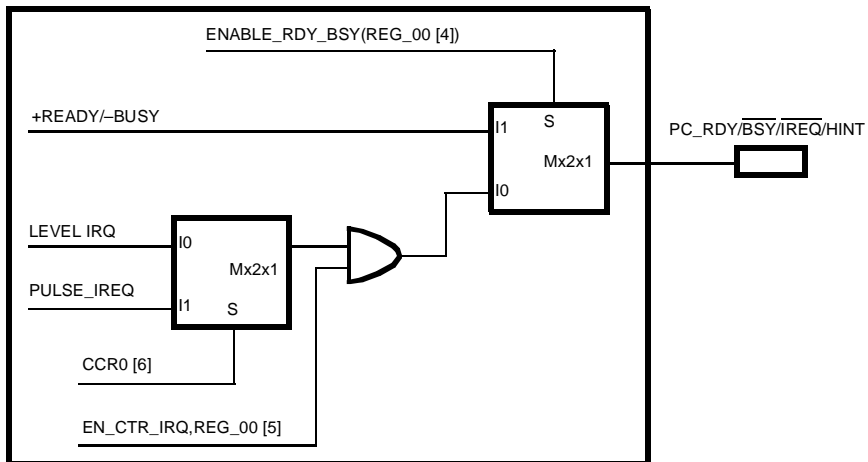 ENABLE_RDY_BSY(REG_00 [4])
+READY/–BUSY
I1
S
PC_RDY/BSY/IREQ/HINT
Mx2x1
I0
LEVEL IRQ
I0
Mx2x1
PULSE_IREQ
I1
S
CCR0 [6]
EN_CTR_IRQ,REG_00 [5]